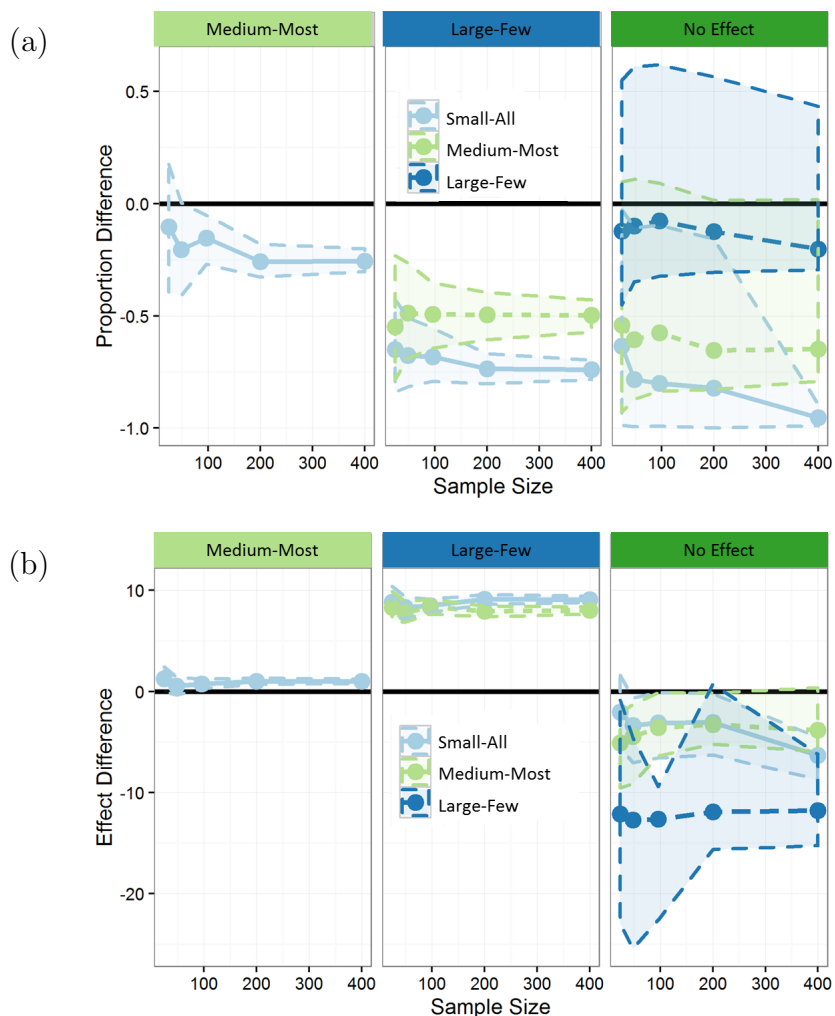 (a)
Medium-Most Large-Few No Effect
Proportion Difference
0.5
0.0
-0.5
-1.0
Small-All
Medium-Most
Large-Few
100 200 300 400 100 200 300 400 100 200 300 400
Sample Size
(b)
Medium-Most Large-Few No Effect
Effect Difference
10
0
-10
-20
Small-All
Medium-Most
Large-Few
100 200 300 400 100 200 300 400 100 200 300 400
Sample Size